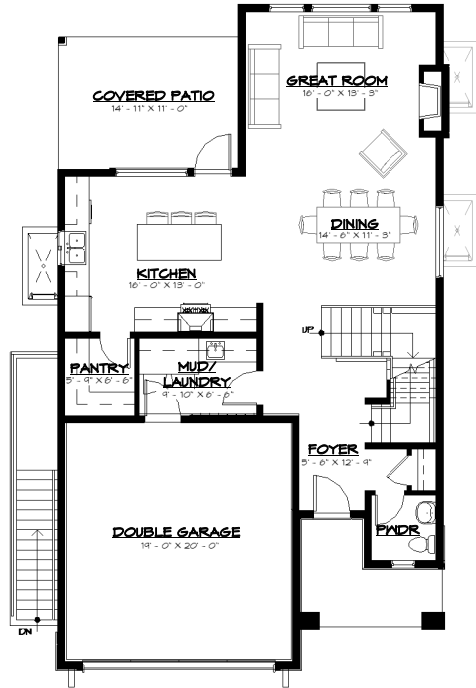 GREAT ROOM
16' - 0" X 13' - 3"
COVERED PATIO
14' - 11" X 11' - 0"
DINING
14' - 6" X 11' - 3"
KITCHEN
16' - 0" X 13' - 0"
UP
PANTRY
5' - 9" X 6' - 6"
MUD/
LAUNDRY
9' - 10" X 6' - 6"
FOYER
5' - 6" X 12' - 9"
PWDR
DOUBLE GARAGE
19' - 0" X 20' - 0"
DN